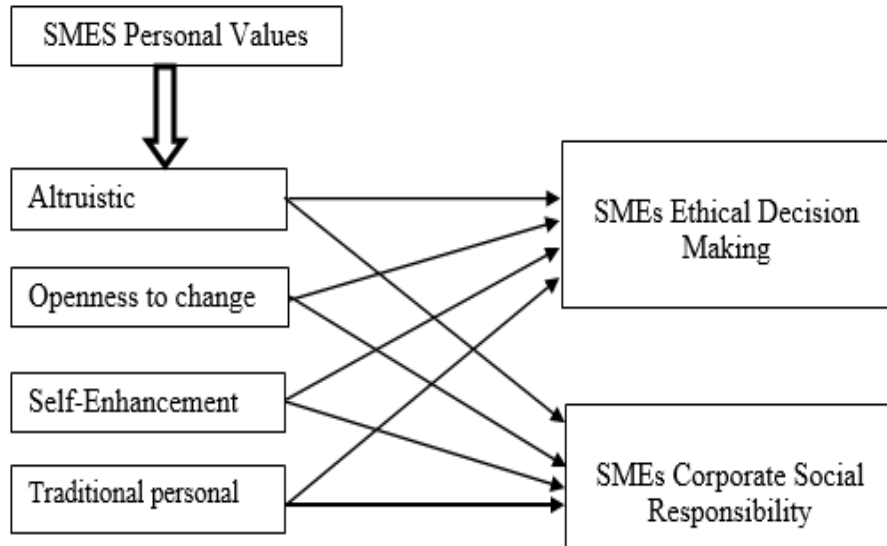 SMES Personal Values
Altruistic
Openness to change
Self-Enhancement
Traditional personal
SMEs Ethical Decision
Making
SMEs Corporate Social
Responsibility